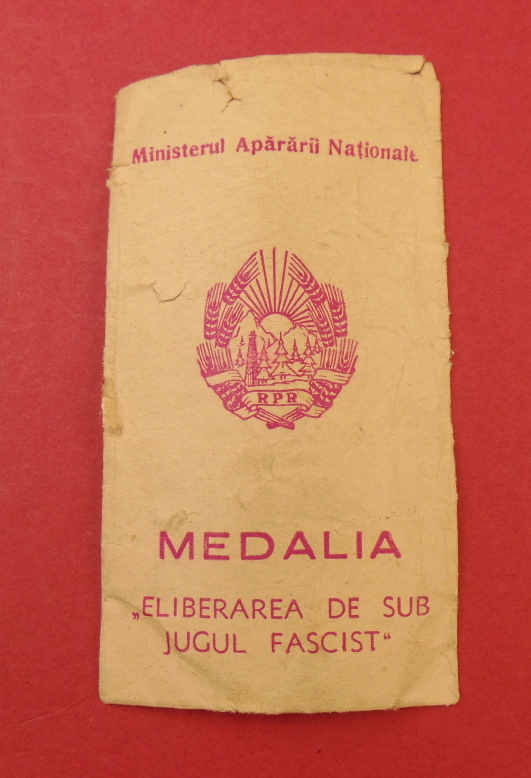 Ministerul Apărării Naționale
RPR
MEDALIA
„ELIBERAREA DE SUB
JUGUL FASCIST“